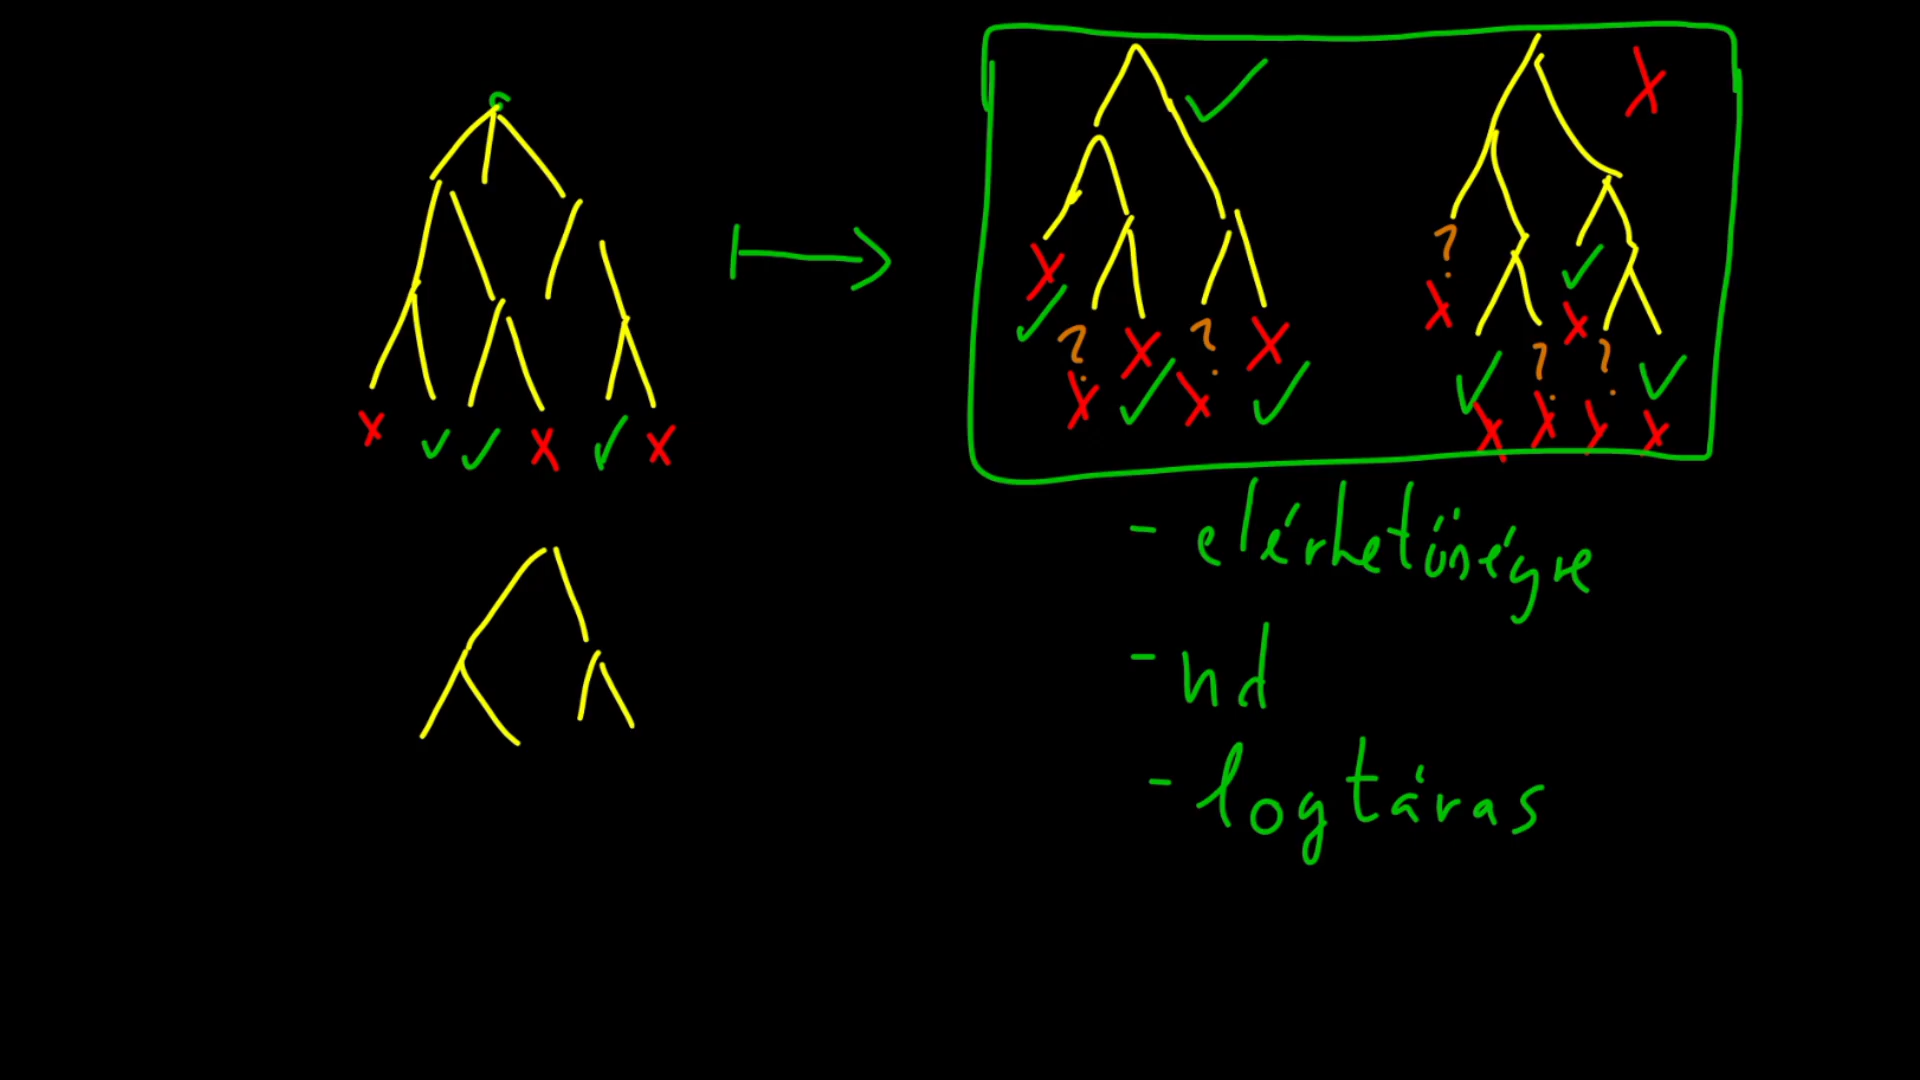 - elérhetőségre
- nd
- logtáras